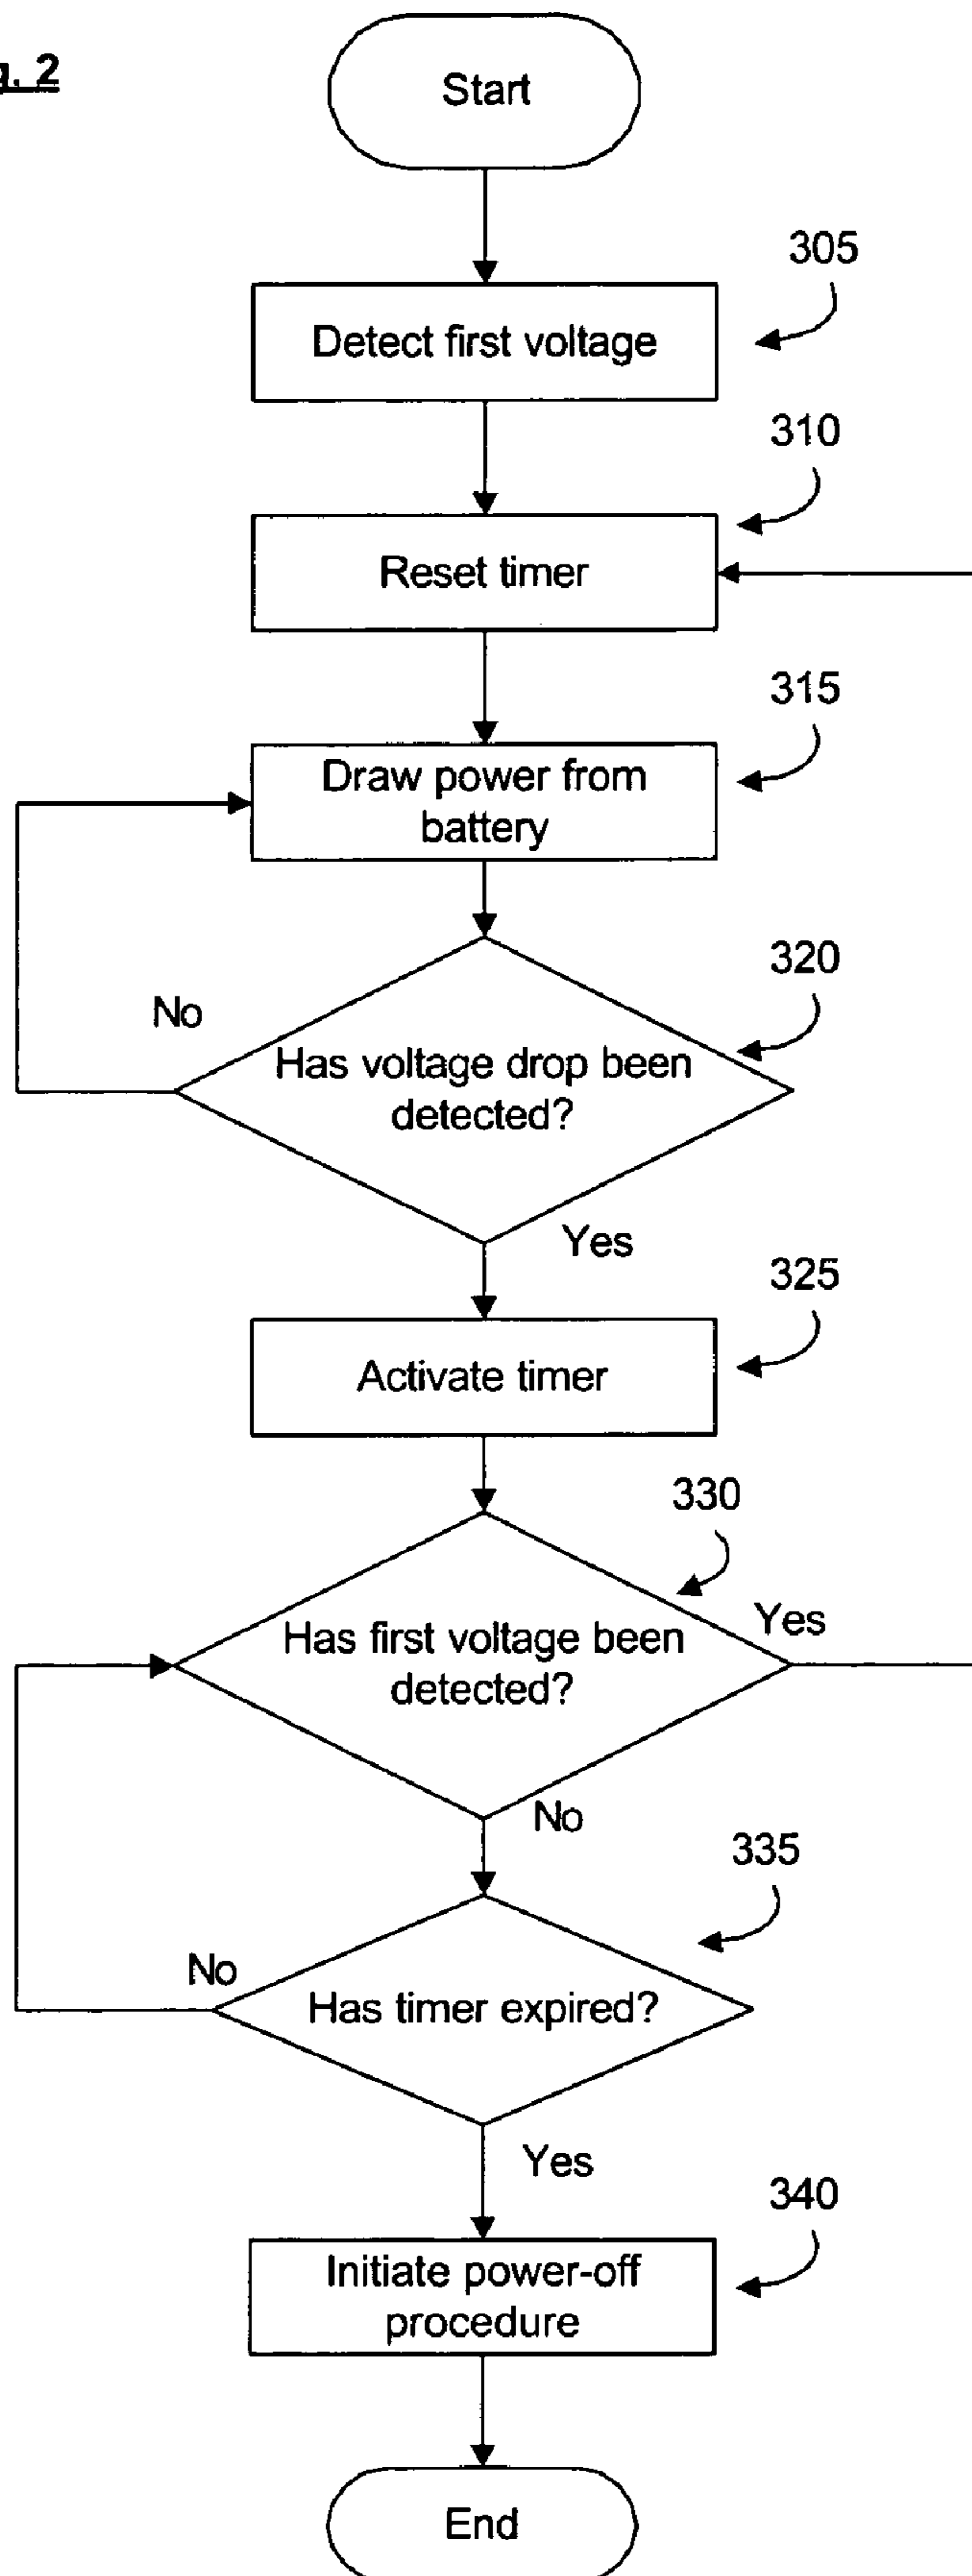 2
Start
305
Detect first voltage
310
Reset timer
315
Draw power from
battery
320
No
Has voltage drop been
detected?
Yes
325
Activate timer
330
Yes
Has first voltage been
detected?
No
335
No
Has timer expired?
Yes
340
Initiate power-off
procedure
End